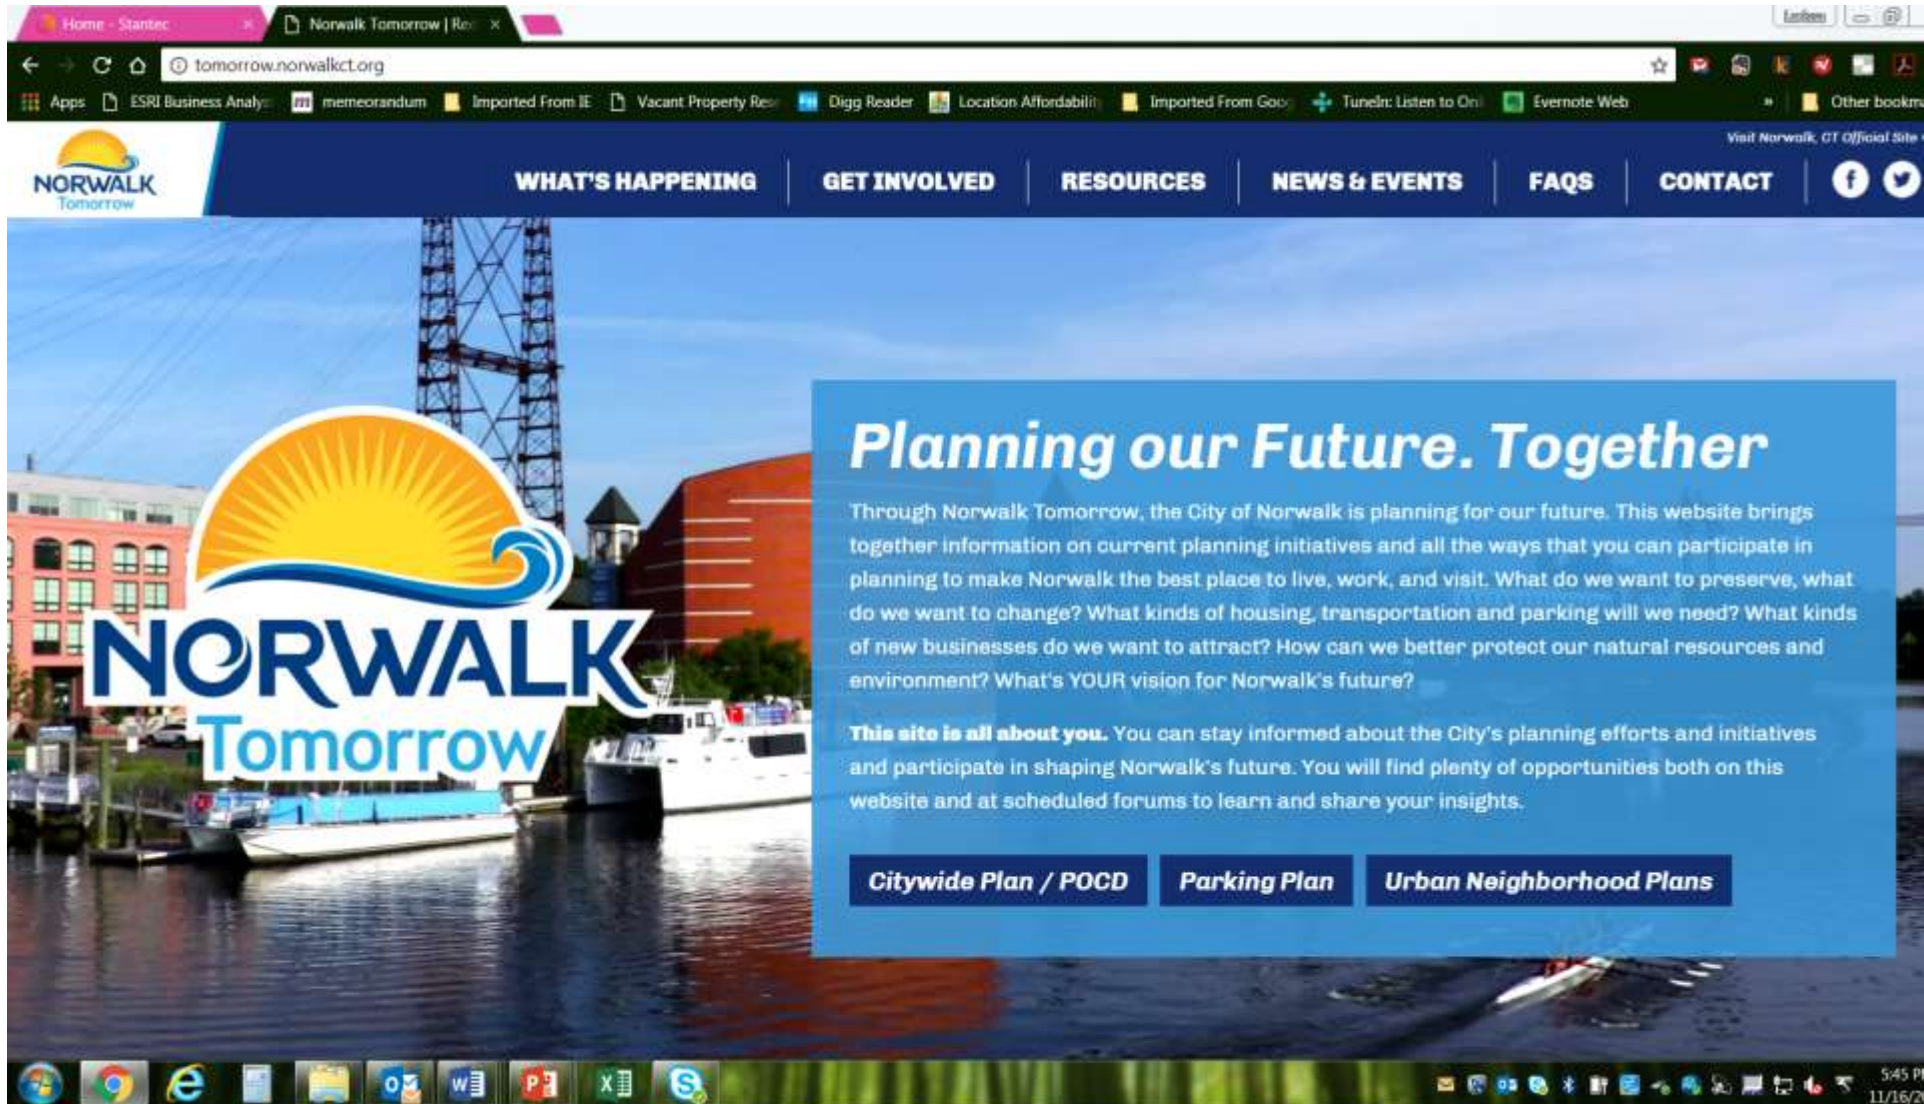 Home - Stantec
Norwalk Tomorrow | Re
tomorrow.norwalkct.org
Apps ESRI Business Analy memeorandum Imported From IE Vacant Property Res Digg Reader Location Affordabilit Imported From Goo TuneIn: Listen to Onl Evernote Web » Other bookma
Visit Norwalk, CT Official Site
NORWALK
Tomorrow
WHAT'S HAPPENING GET INVOLVED RESOURCES NEWS & EVENTS FAQS CONTACT
NORWALK
Tomorrow
Planning our Future. Together
Through Norwalk Tomorrow, the City of Norwalk is planning for our future. This website brings
together information on current planning initiatives and all the ways that you can participate in
planning to make Norwalk the best place to live, work, and visit. What do we want to preserve, what
do we want to change? What kinds of housing, transportation and parking will we need? What kinds
of new businesses do we want to attract? How can we better protect our natural resources and
environment? What's YOUR vision for Norwalk's future?
This site is all about you. You can stay informed about the City's planning efforts and initiatives
and participate in shaping Norwalk's future. You will find plenty of opportunities both on this
website and at scheduled forums to learn and share your insights.
Citywide Plan / POCD Parking Plan Urban Neighborhood Plans
5:45 P
11/16/2